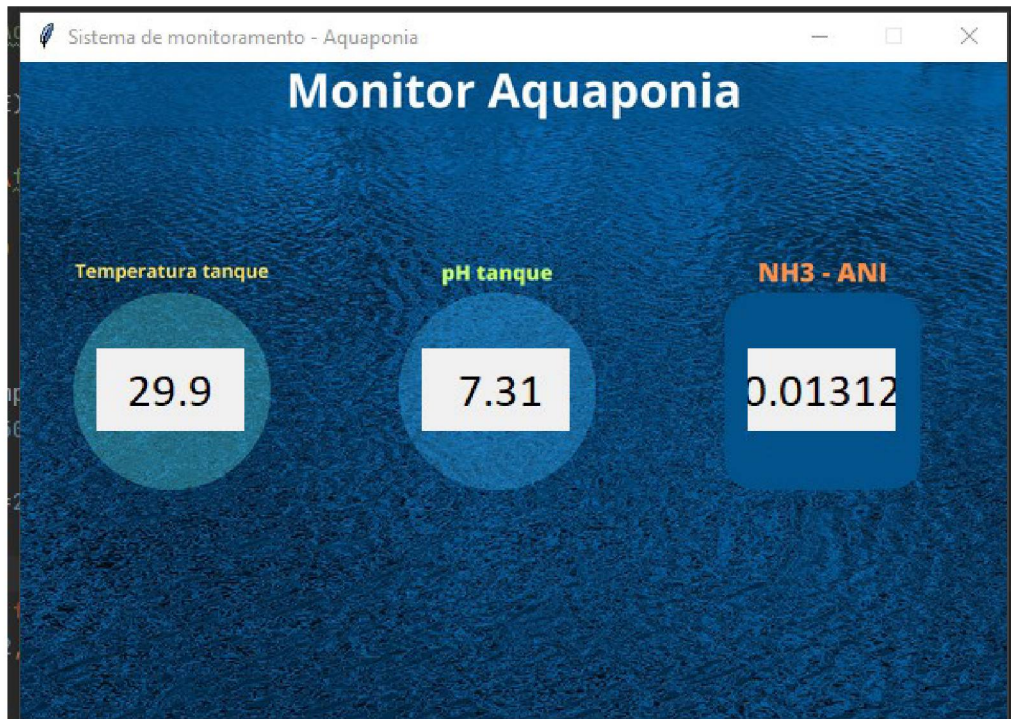 Sistema de monitoramento - Aquaponia
Monitor Aquaponia
Temperatura tanque
pH tanque
NH3 - ANI
29.9
7.31
0.01312